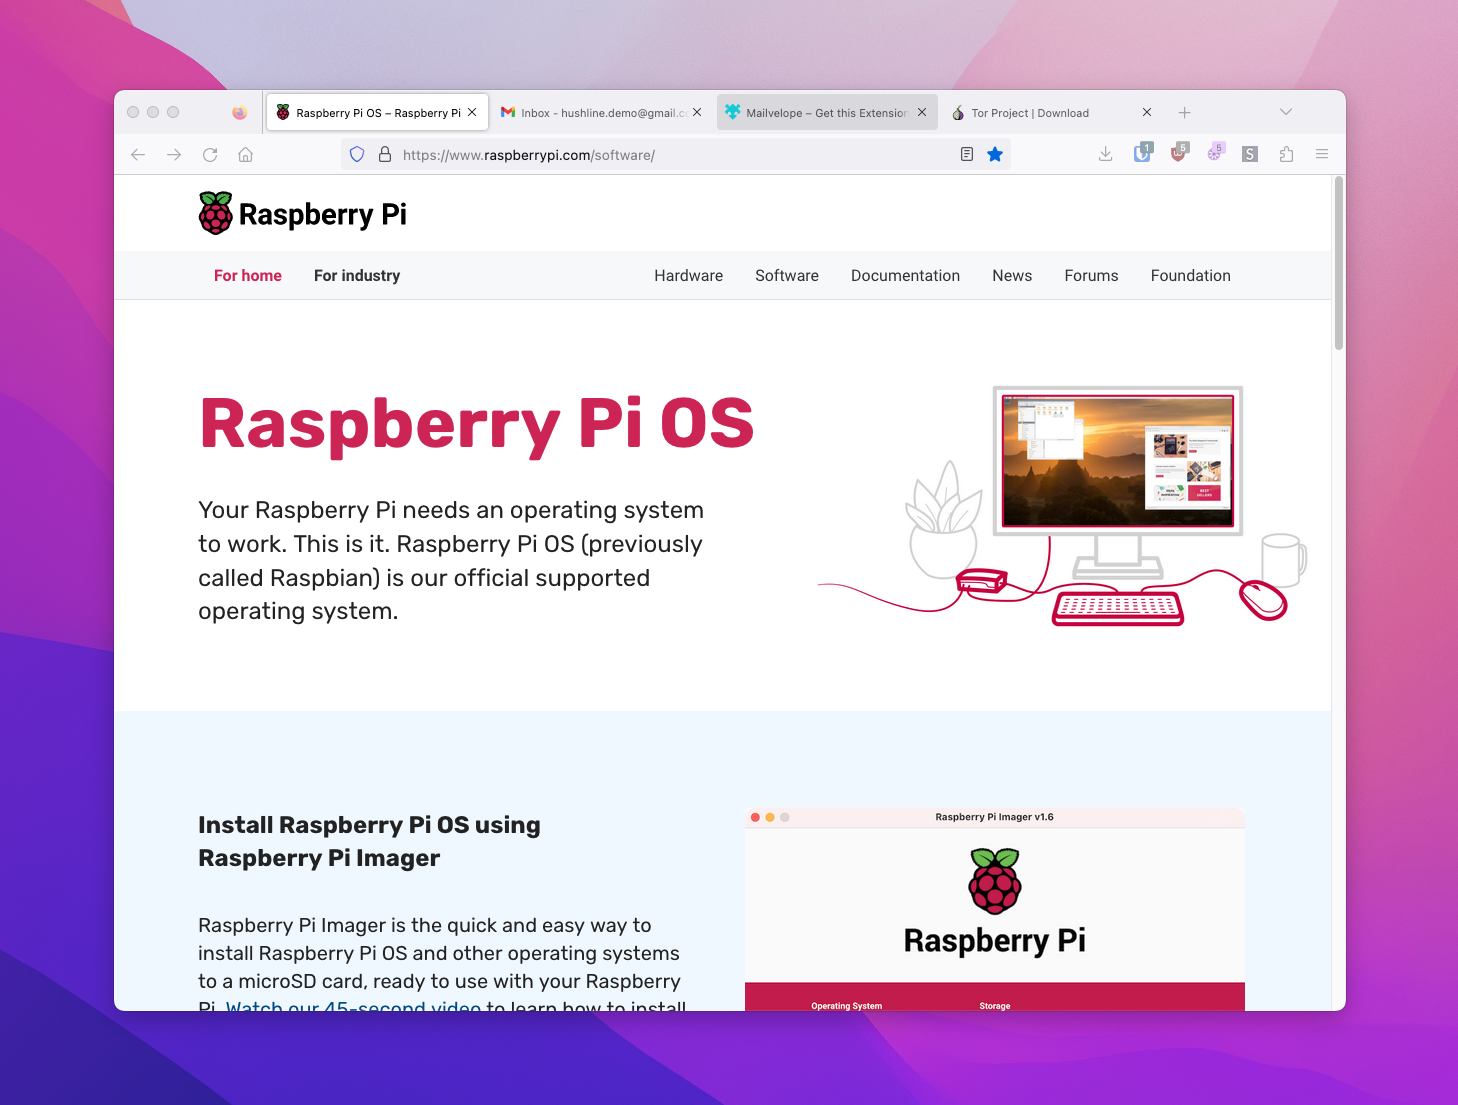 Raspberry Pi OS – Raspberry Pi
Inbox - hushline.demo@gmail.c
Mailvelope – Get this Extension
Tor Project | Download
https://www.raspberrypi.com/software/
1
5
5
S
Raspberry Pi
For home
For industry
Hardware
Software
Documentation
News
Forums
Foundation
Raspberry Pi OS
Your Raspberry Pi needs an operating system
to work. This is it. Raspberry Pi OS (previously
called Raspbian) is our official supported
operating system.
Install Raspberry Pi OS using
Raspberry Pi Imager
Raspberry Pi Imager is the quick and easy way to
install Raspberry Pi OS and other operating systems
to a microSD card, ready to use with your Raspberry
Pi. Watch our 45-second video to learn how to install
Raspberry Pi Imager v1.6
Raspberry Pi
Operating System
Storage